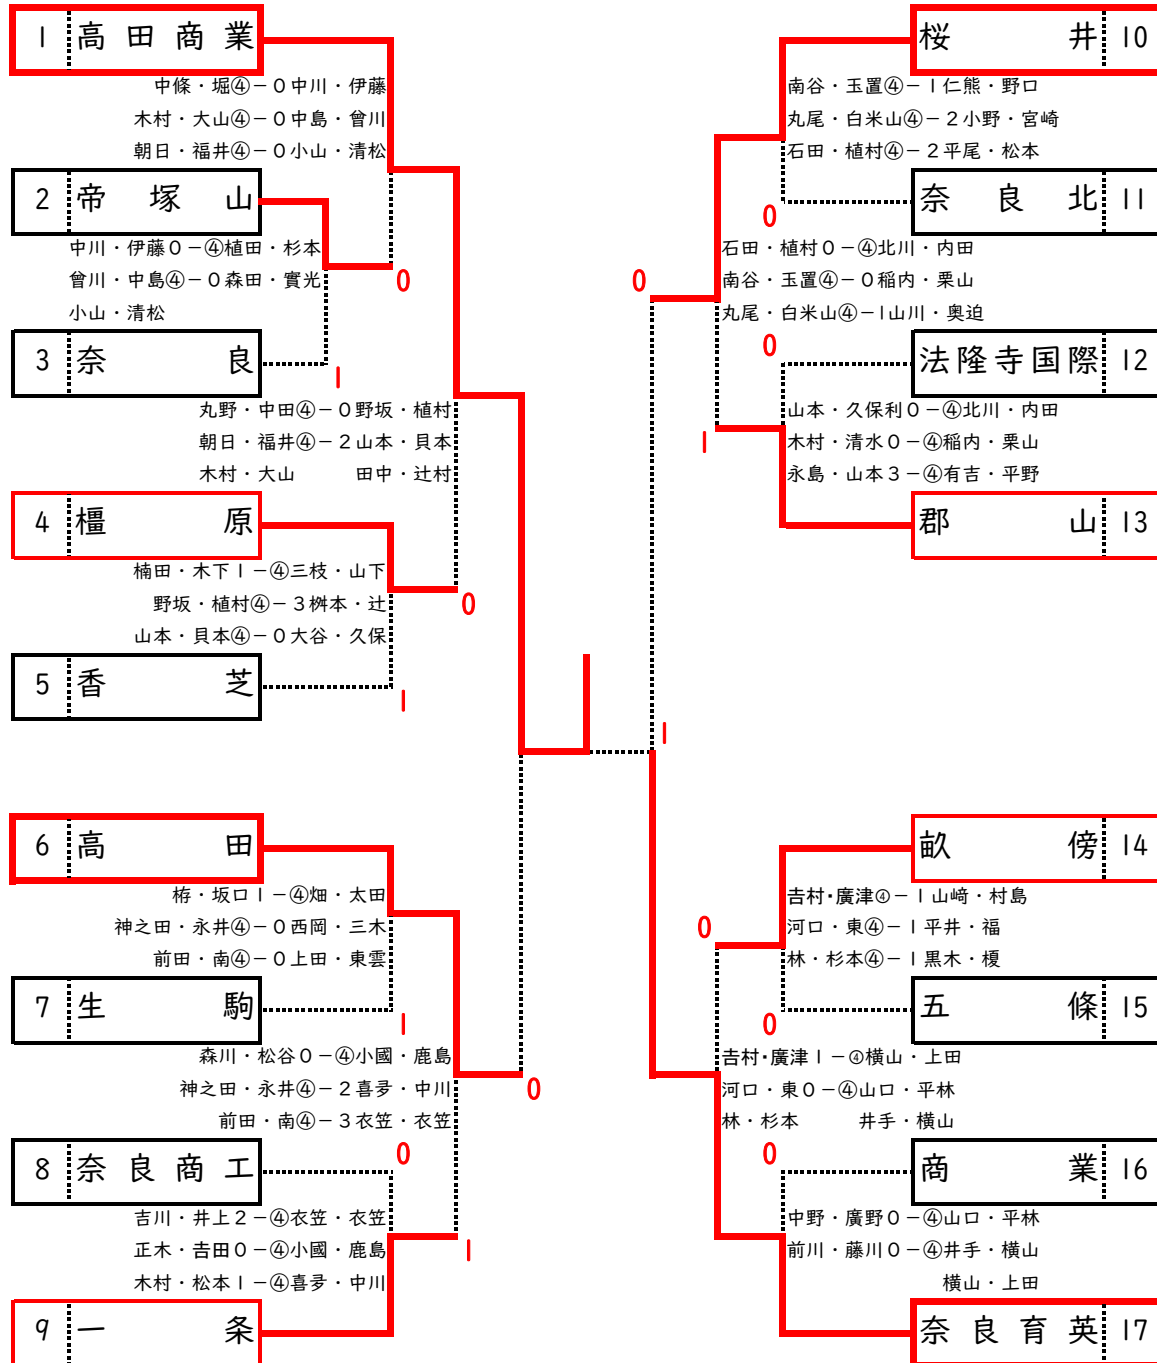 1 高田商業
中條・堀④－0中川・伊藤
木村・大山④－0中島・曾川
朝日・福井④－0小山・清松
2 帝塚山
中川・伊藤0－④植田・杉本
0
曾川・中島④－0森田・實光
小山・清松
3 奈良
1
丸野・中田④－0野坂・植村
朝日・福井④－2山本・貝本
木村・大山 田中・辻村
4 橿原
楠田・木下1－④三枝・山下
野坂・植村④－3桝本・辻
0
山本・貝本④－0大谷・久保
5 香芝
1
6 高田
栫・坂口1－④畑・太田
神之田・永井④－0西岡・三木
前田・南④－0上田・東雲
7 生駒
1
森川・松谷0－④小國・鹿島
神之田・永井④－2喜夛・中川
0
前田・南④－3衣笠・衣笠
0
8 奈良商工
吉川・井上2－④衣笠・衣笠
正木・𠮷田0－④小國・鹿島
1
木村・松本1－④喜夛・中川
9 一条
桜井 10
南谷・玉置④－1仁熊・野口
丸尾・白米山④－2小野・宮崎
石田・植村④－2平尾・松本
奈良北 11
0
石田・植村0－④北川・内田
0
南谷・玉置④－0稲内・栗山
丸尾・白米山④－1山川・奥迫
0
法隆寺国際 12
山本・久保利0－④北川・内田
1
木村・清水0－④稲内・栗山
永島・山本3－④有吉・平野
郡山 13
1
畝傍 14
𠮷村・廣津④－1山﨑・村島
0
河口・東④－1平井・福
林・杉本④－1黒木・榎
五條 15
0
𠮷村・廣津1－④横山・上田
河口・東0－④山口・平林
林・杉本 井手・横山
0
商業 16
中野・廣野0－④山口・平林
前川・藤川0－④井手・横山
横山・上田
奈良育英 17